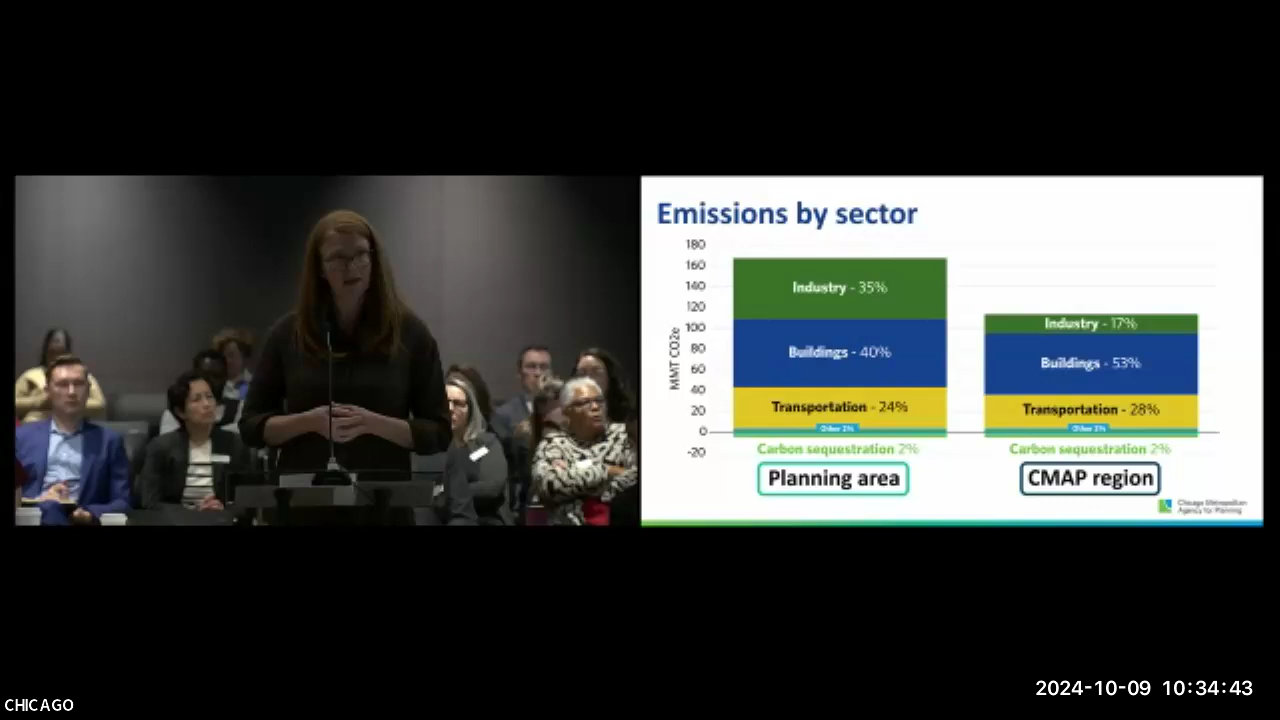 Emissions by sector
180
160
140
120
100
80
60
40
20
0
-20
MMT CO2e
Industry - 35%
Buildings - 40%
Transportation - 24%
Other 2%
Carbon sequestration 2%
Planning area
Industry - 17%
Buildings - 53%
Transportation - 28%
Other 2%
Carbon sequestration 2%
CMAP region
Chicago Metropolitan
Agency for Planning
2024-10-09 10:34:43
CHICAGO